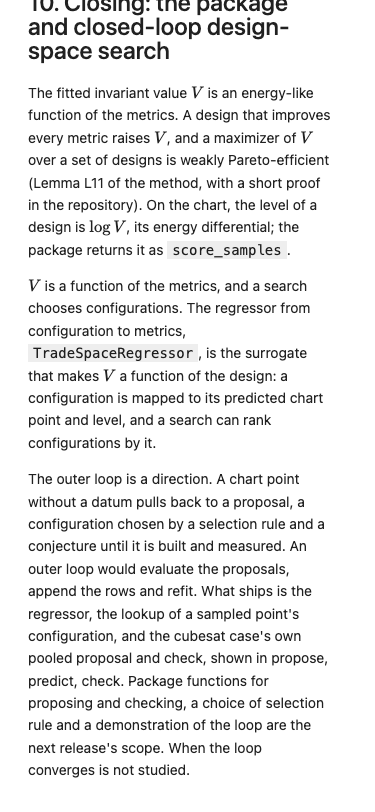 10. Closing: the package
and closed-loop design-
space search
The fitted invariant value V is an energy-like
function of the metrics. A design that improves
every metric raises V, and a maximizer of V
over a set of designs is weakly Pareto-efficient
(Lemma L11 of the method, with a short proof
in the repository). On the chart, the level of a
design is log V, its energy differential; the
package returns it as score_samples .
V is a function of the metrics, and a search
chooses configurations. The regressor from
configuration to metrics,
TradeSpaceRegressor , is the surrogate
that makes V a function of the design: a
configuration is mapped to its predicted chart
point and level, and a search can rank
configurations by it.
The outer loop is a direction. A chart point
without a datum pulls back to a proposal, a
configuration chosen by a selection rule and a
conjecture until it is built and measured. An
outer loop would evaluate the proposals,
append the rows and refit. What ships is the
regressor, the lookup of a sampled point's
configuration, and the cubesat case's own
pooled proposal and check, shown in propose,
predict, check. Package functions for
proposing and checking, a choice of selection
rule and a demonstration of the loop are the
next release's scope. When the loop
converges is not studied.